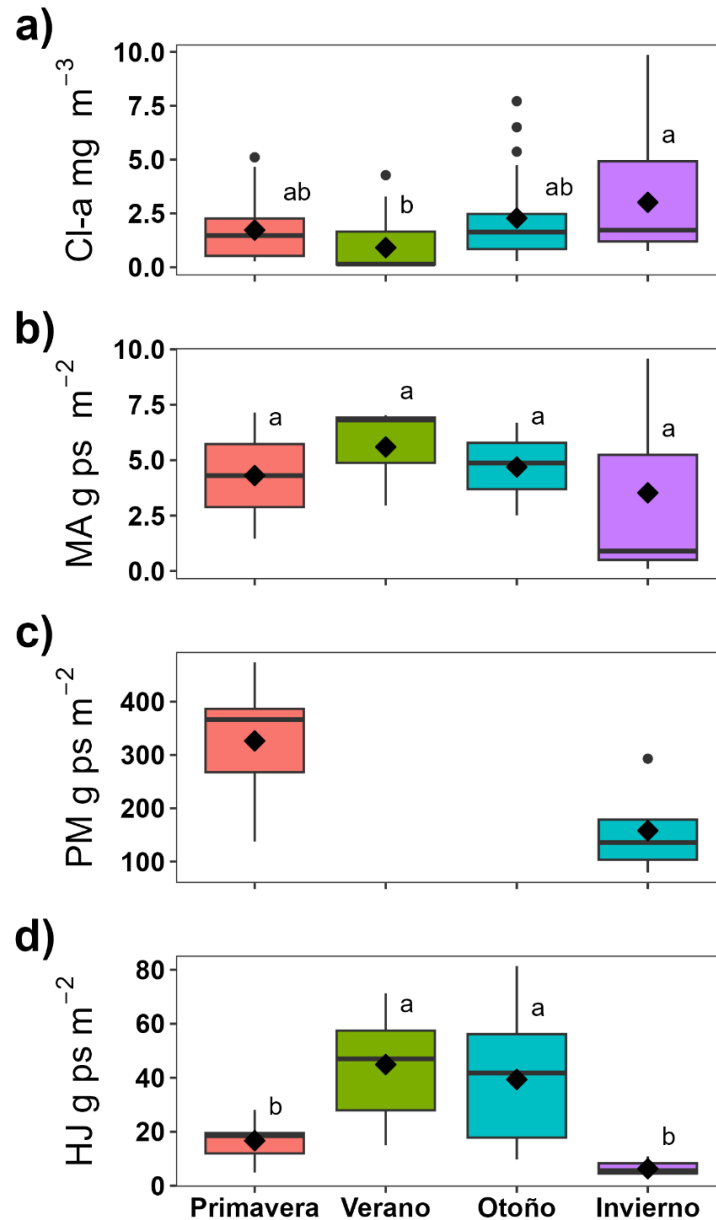 a)
Cl-a mg m⁻³
10.0
7.5
5.0
2.5
0.0
ab
b
ab
a
b)
MA g ps m⁻²
10.0
7.5
5.0
2.5
0.0
a
a
a
a
c)
PM g ps m⁻²
400
300
200
100
d)
HJ g ps m⁻²
80
60
40
20
0
b
a
a
b
Primavera Verano Otoño Invierno